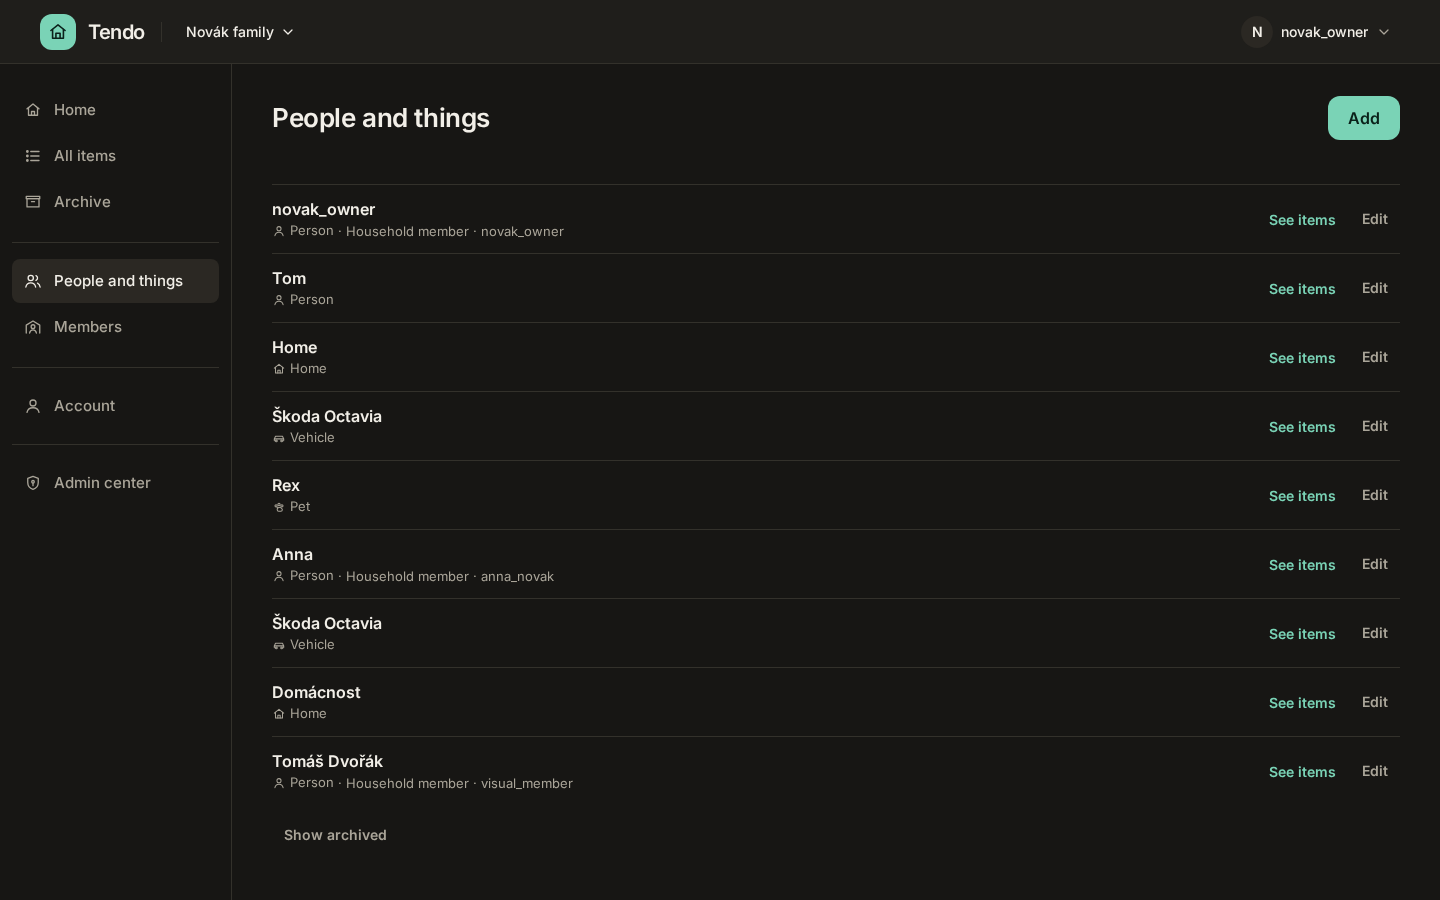 Tendo
Novák family
N
novak_owner
Home
All items
Archive
People and things
Members
Account
Admin center
People and things
Add
novak_owner
Person · Household member · novak_owner
See items
Edit
Tom
Person
See items
Edit
Home
Home
See items
Edit
Škoda Octavia
Vehicle
See items
Edit
Rex
Pet
See items
Edit
Anna
Person · Household member · anna_novak
See items
Edit
Škoda Octavia
Vehicle
See items
Edit
Domácnost
Home
See items
Edit
Tomáš Dvořák
Person · Household member · visual_member
See items
Edit
Show archived